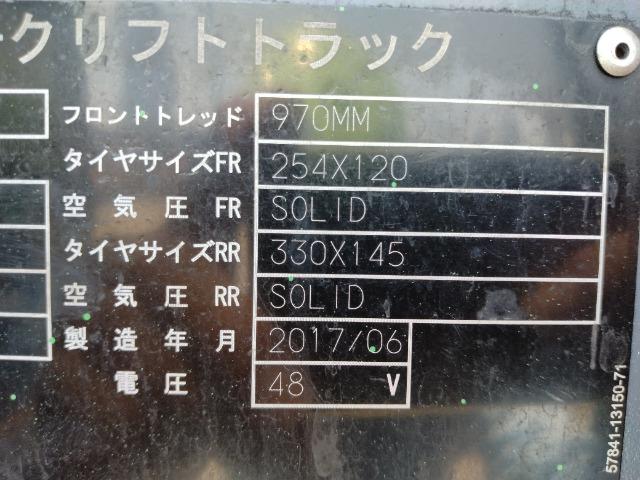 クリフトトラック
フロントトレッド 970MM
タイヤサイズFR 254X120
空気圧 FR SOLID
タイヤサイズRR 330X145
空気圧 RR SOLID
製造年月 2017/06
電圧 48 V
57841-13150-71